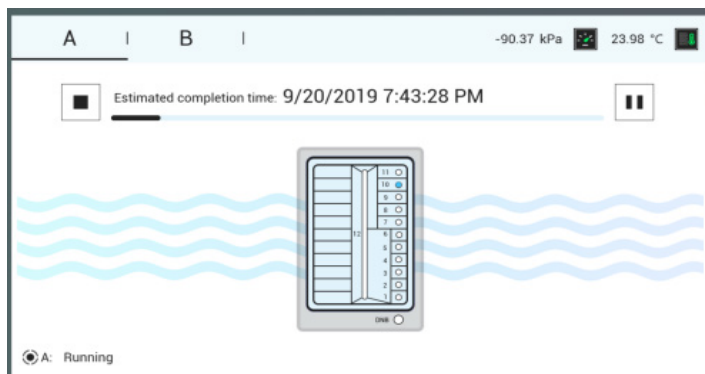 A B -90.37 kPa 23.98 °C
Estimated completion time: 9/20/2019 7:43:28 PM
11
10
9
8
7
12 6
5
4
3
2
1
DNB
A: Running